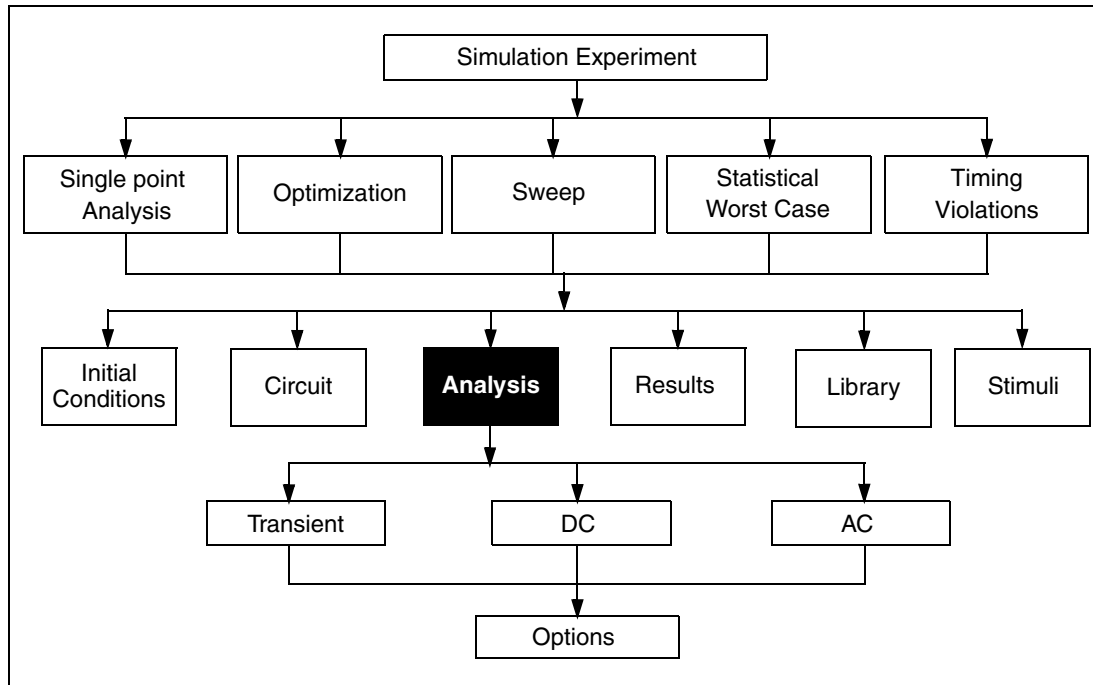 Simulation Experiment
Single point
Analysis
Optimization
Sweep
Statistical
Worst Case
Timing
Violations
Initial
Conditions
Circuit
Analysis
Results
Library
Stimuli
Transient
DC
AC
Options